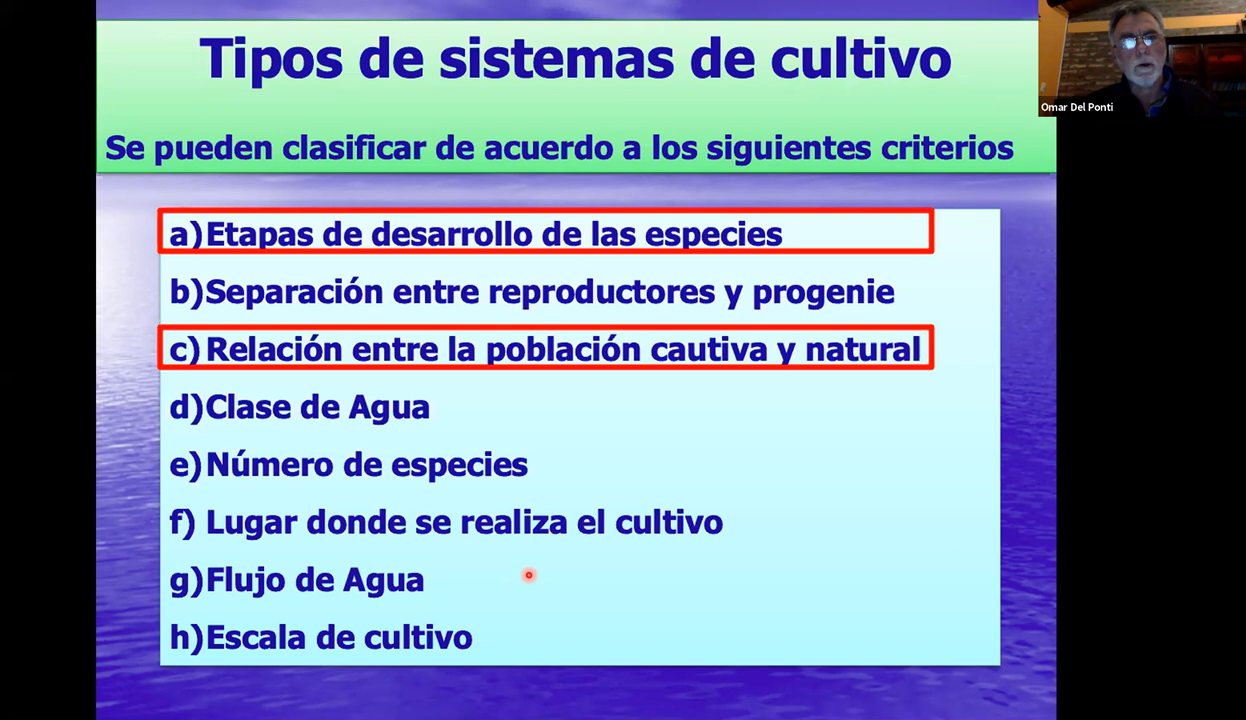 Tipos de sistemas de cultivo
Se pueden clasificar de acuerdo a los siguientes criterios
a)Etapas de desarrollo de las especies
b)Separación entre reproductores y progenie
c)Relación entre la población cautiva y natural
d)Clase de Agua
e)Número de especies
f) Lugar donde se realiza el cultivo
g)Flujo de Agua
h)Escala de cultivo
Omar Del Ponti